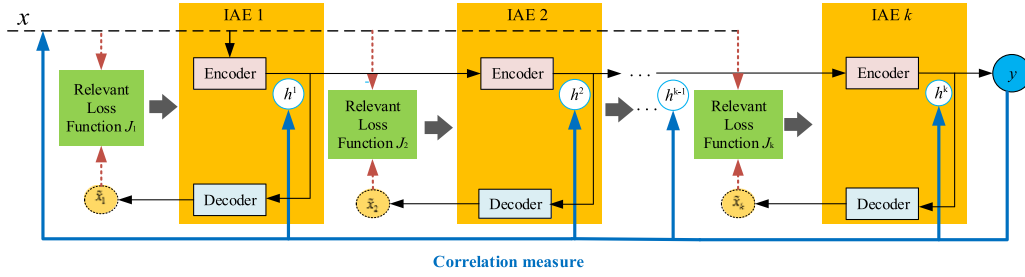 x
IAE 1
IAE 2
IAE k
Encoder
Encoder
Encoder
y
Relevant
Loss
Function J₁
h¹
Relevant
Loss
Function J₂
h²
...
...
hᵏ⁻¹
Relevant
Loss
Function Jₖ
hᵏ
x̃₁
Decoder
x̃₂
Decoder
x̃ₖ
Decoder
Correlation measure